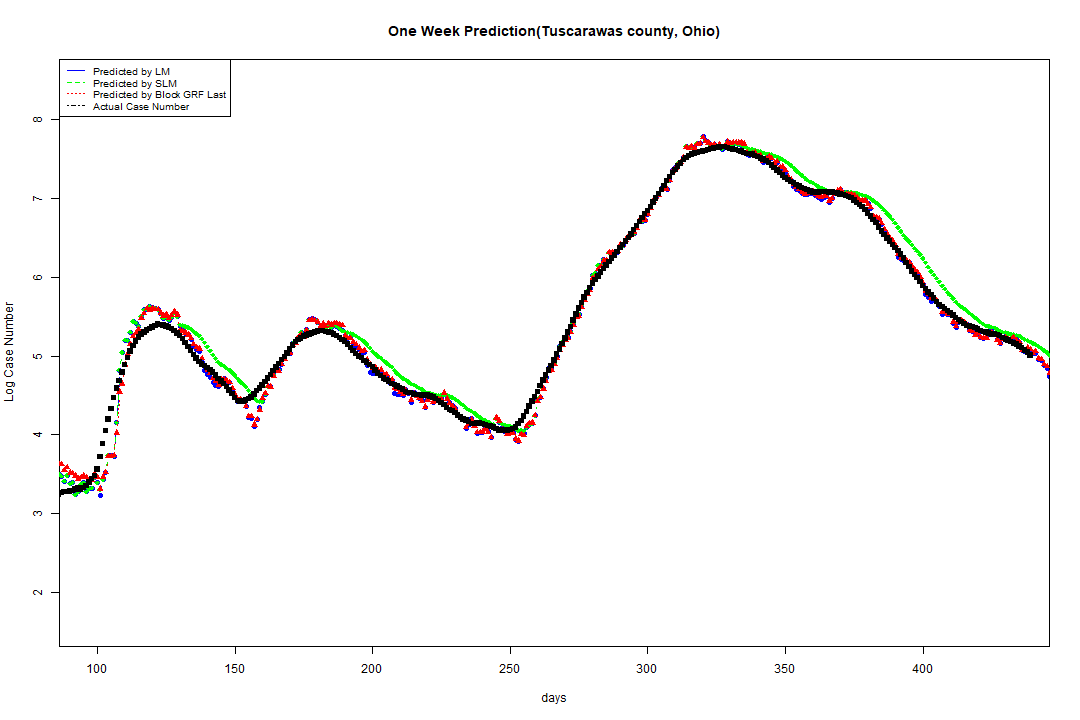 One Week Prediction(Tuscarawas county, Ohio)
Predicted by LM
Predicted by SLM
Predicted by Block GRF Last
Actual Case Number
8
7
6
5
4
3
2
Log Case Number
100 150 200 250 300 350 400
days